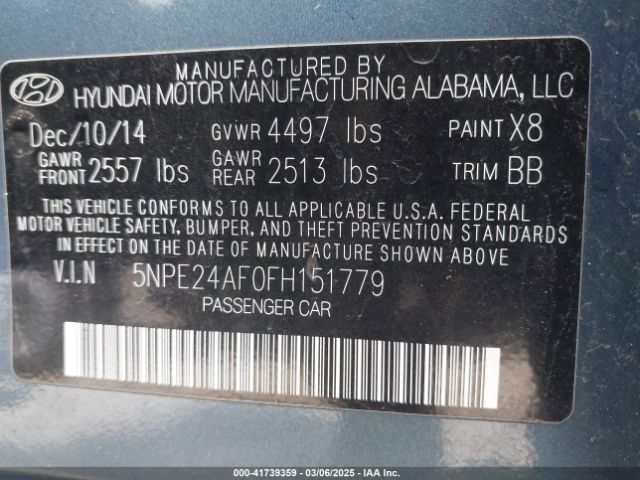 MANUFACTURED BY
HYUNDAI MOTOR MANUFACTURING ALABAMA, LLC
Dec/10/14 GVWR 4497 lbs PAINT X8
GAWR FRONT 2557 lbs GAWR REAR 2513 lbs TRIM BB
THIS VEHICLE CONFORMS TO ALL APPLICABLE U.S.A. FEDERAL
MOTOR VEHICLE SAFETY, BUMPER, AND THEFT PREVENTION STANDARDS
IN EFFECT ON THE DATE OF MANUFACTURE SHOWN ABOVE.
V.I.N 5NPE24AF0FH151779
PASSENGER CAR
000-41739359 | 03/06/2025 - IAA Inc.